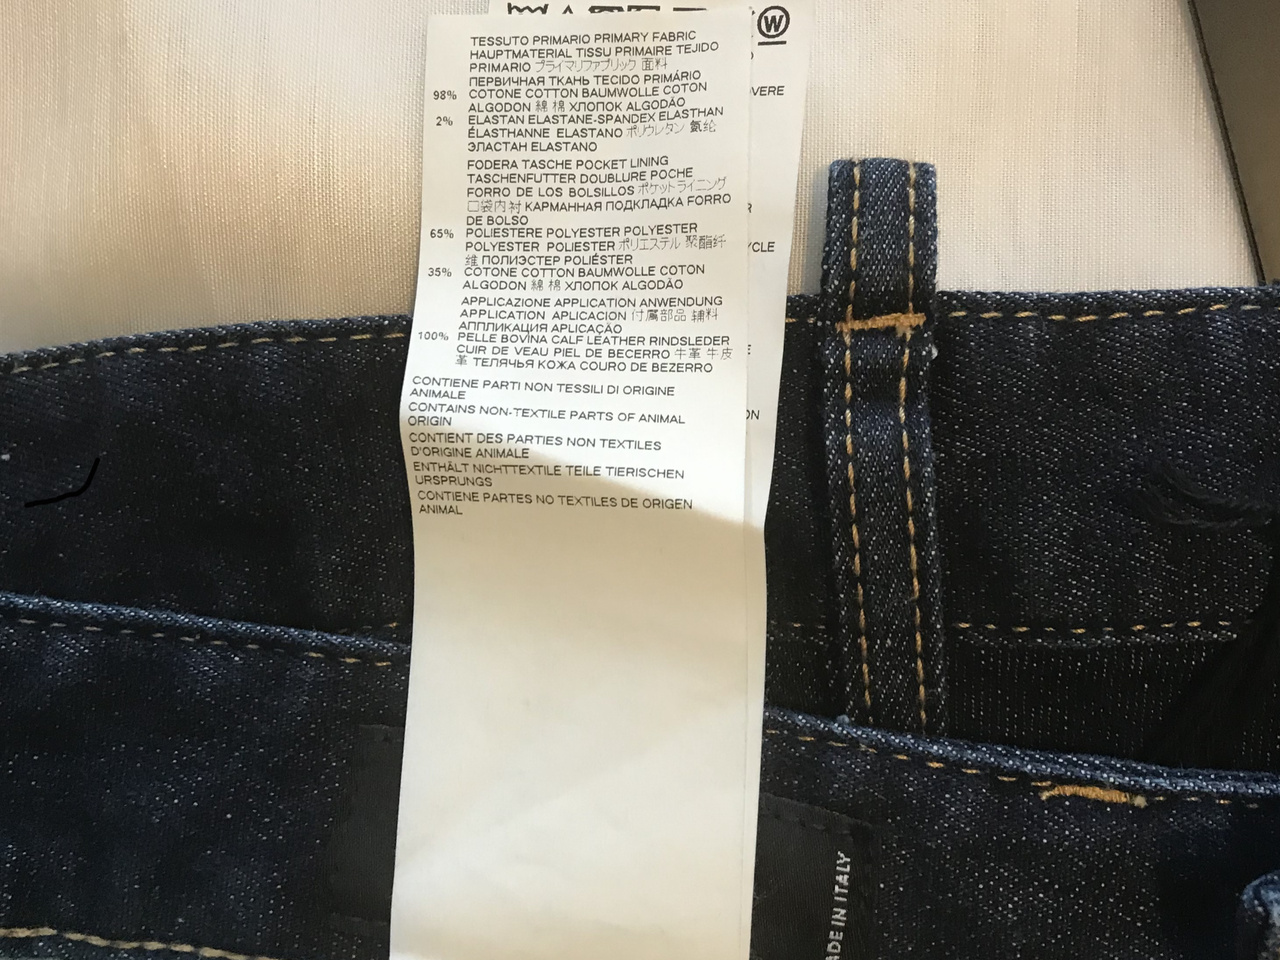 W
TESSUTO PRIMARIO PRIMARY FABRIC
HAUPTMATERIAL TISSU PRIMAIRE TEJIDO
PRIMARIO プライマリファブリック 面料
ПЕРВИЧНАЯ ТКАНЬ TECIDO PRIMÁRIO
98% COTONE COTTON BAUMWOLLE COTON
ALGODON 綿 棉 ХЛОПОК ALGODÃO
2% ELASTAN ELASTANE-SPANDEX ELASTHAN
ÉLASTHANNE ELASTANO ポリウレタン 氨纶
ЭЛАСТАН ELASTANO
FODERA TASCHE POCKET LINING
TASCHENFUTTER DOUBLURE POCHE
FORRO DE LOS BOLSILLOS ポケットライニング
口袋内衬 КАРМАННАЯ ПОДКЛАДКА FORRO
DE BOLSO
65% POLIESTERE POLYESTER POLYESTER
POLYESTER POLIESTER ポリエステル 聚酯纤
维 ПОЛИЭСТЕР POLIÉSTER
35% COTONE COTTON BAUMWOLLE COTON
ALGODON 綿 棉 ХЛОПОК ALGODÃO
APPLICAZIONE APPLICATION ANWENDUNG
APPLICATION APLICACION 付属部品 辅料
АППЛИКАЦИЯ APLICAÇÃO
100% PELLE BOVINA CALF LEATHER RINDSLEDER
CUIR DE VEAU PIEL DE BECERRO 牛革 牛皮
革 ТЕЛЯЧЬЯ КОЖА COURO DE BEZERRO
CONTIENE PARTI NON TESSILI DI ORIGINE
ANIMALE
CONTAINS NON-TEXTILE PARTS OF ANIMAL
ORIGIN
CONTIENT DES PARTIES NON TEXTILES
D'ORIGINE ANIMALE
ENTHÄLT NICHTTEXTILE TEILE TIERISCHEN
URSPRUNGS
CONTIENE PARTES NO TEXTILES DE ORIGEN
ANIMAL
OVERE
R
YCLE
E
ON
ADE IN ITALY